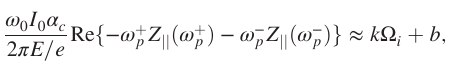 \frac{\omega_0 I_0 \alpha_c}{2\pi E/e} \mathrm{Re}\{-\omega_p^+ Z_{||}(\omega_p^+) - \omega_p^- Z_{||}(\omega_p^-)\} \approx k\Omega_i + b,